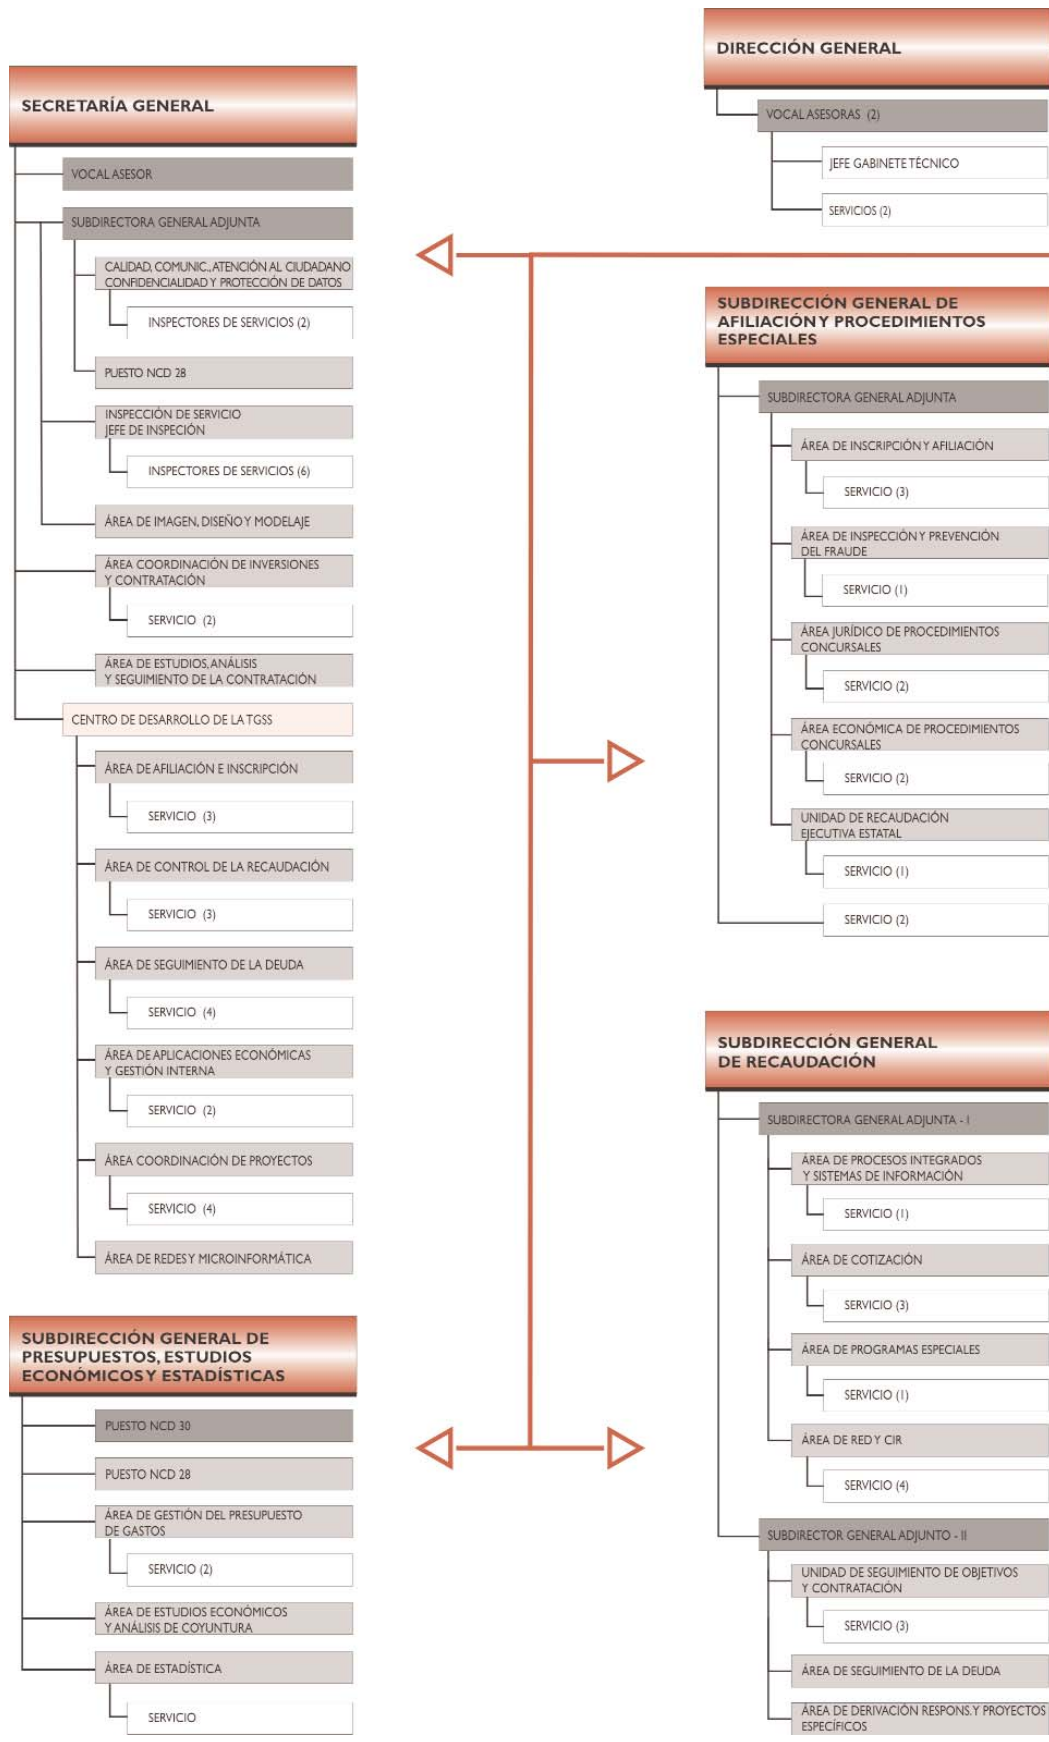 SECRETARÍA GENERAL
VOCAL ASESOR
SUBDIRECTORA GENERAL ADJUNTA
CALIDAD, COMUNIC., ATENCIÓN AL CIUDADANO
CONFIDENCIALIDAD Y PROTECCIÓN DE DATOS
INSPECTORES DE SERVICIOS (2)
PUESTO NCD 28
INSPECCIÓN DE SERVICIO
JEFE DE INSPECIÓN
INSPECTORES DE SERVICIOS (6)
ÁREA DE IMAGEN, DISEÑO Y MODELAJE
ÁREA COORDINACIÓN DE INVERSIONES
Y CONTRATACIÓN
SERVICIO (2)
ÁREA DE ESTUDIOS, ANÁLISIS
Y SEGUIMIENTO DE LA CONTRATACIÓN
CENTRO DE DESARROLLO DE LA TGSS
ÁREA DE AFILIACIÓN E INSCRIPCIÓN
SERVICIO (3)
ÁREA DE CONTROL DE LA RECAUDACIÓN
SERVICIO (3)
ÁREA DE SEGUIMIENTO DE LA DEUDA
SERVICIO (4)
ÁREA DE APLICACIONES ECONÓMICAS
Y GESTIÓN INTERNA
SERVICIO (2)
ÁREA COORDINACIÓN DE PROYECTOS
SERVICIO (4)
ÁREA DE REDES Y MICROINFORMÁTICA
SUBDIRECCIÓN GENERAL DE
PRESUPUESTOS, ESTUDIOS
ECONÓMICOS Y ESTADÍSTICAS
PUESTO NCD 30
PUESTO NCD 28
ÁREA DE GESTIÓN DEL PRESUPUESTO
DE GASTOS
SERVICIO (2)
ÁREA DE ESTUDIOS ECONÓMICOS
Y ANÁLISIS DE COYUNTURA
ÁREA DE ESTADÍSTICA
SERVICIO
DIRECCIÓN GENERAL
VOCAL ASESORAS (2)
JEFE GABINETE TÉCNICO
SERVICIOS (2)
SUBDIRECCIÓN GENERAL DE
AFILIACIÓN Y PROCEDIMIENTOS
ESPECIALES
SUBDIRECTORA GENERAL ADJUNTA
ÁREA DE INSCRIPCIÓN Y AFILIACIÓN
SERVICIO (3)
ÁREA DE INSPECCIÓN Y PREVENCIÓN
DEL FRAUDE
SERVICIO (1)
ÁREA JURÍDICO DE PROCEDIMIENTOS
CONCURSALES
SERVICIO (2)
ÁREA ECONÓMICA DE PROCEDIMIENTOS
CONCURSALES
SERVICIO (2)
UNIDAD DE RECAUDACIÓN
EJECUTIVA ESTATAL
SERVICIO (1)
SERVICIO (2)
SUBDIRECCIÓN GENERAL
DE RECAUDACIÓN
SUBDIRECTORA GENERAL ADJUNTA - I
ÁREA DE PROCESOS INTEGRADOS
Y SISTEMAS DE INFORMACIÓN
SERVICIO (1)
ÁREA DE COTIZACIÓN
SERVICIO (3)
ÁREA DE PROGRAMAS ESPECIALES
SERVICIO (1)
ÁREA DE RED Y CIR
SERVICIO (4)
SUBDIRECTOR GENERAL ADJUNTO - II
UNIDAD DE SEGUIMIENTO DE OBJETIVOS
Y CONTRATACIÓN
SERVICIO (3)
ÁREA DE SEGUIMIENTO DE LA DEUDA
ÁREA DE DERIVACIÓN RESPONS. Y PROYECTOS
ESPECÍFICOS